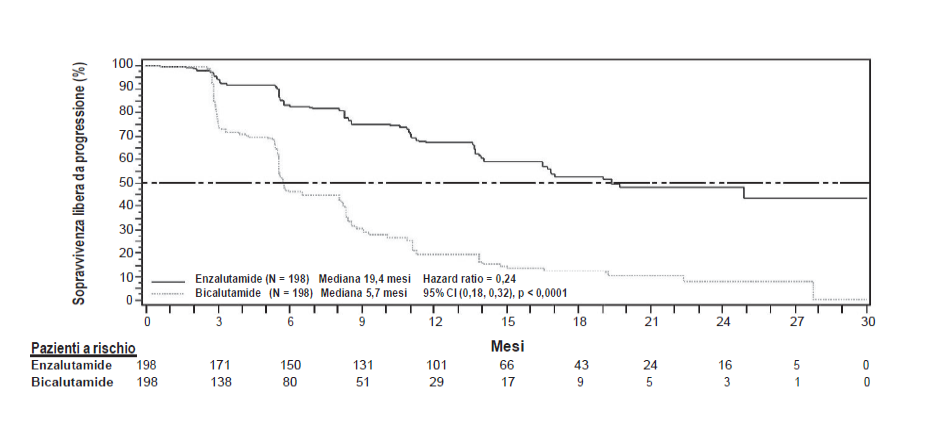 Sopravvivenza libera da progressione (%)
100
90
80
70
60
50
40
30
20
10
0
Enzalutamide (N = 198) Mediana 19,4 mesi Hazard ratio = 0,24
Bicalutamide (N = 198) Mediana 5,7 mesi 95% CI (0,18, 0,32), p < 0,0001
0 3 6 9 12 15 18 21 24 27 30
Mesi
Pazienti a rischio
Enzalutamide 198 171 150 131 101 66 43 24 16 5 0
Bicalutamide 198 138 80 51 29 17 9 5 3 1 0